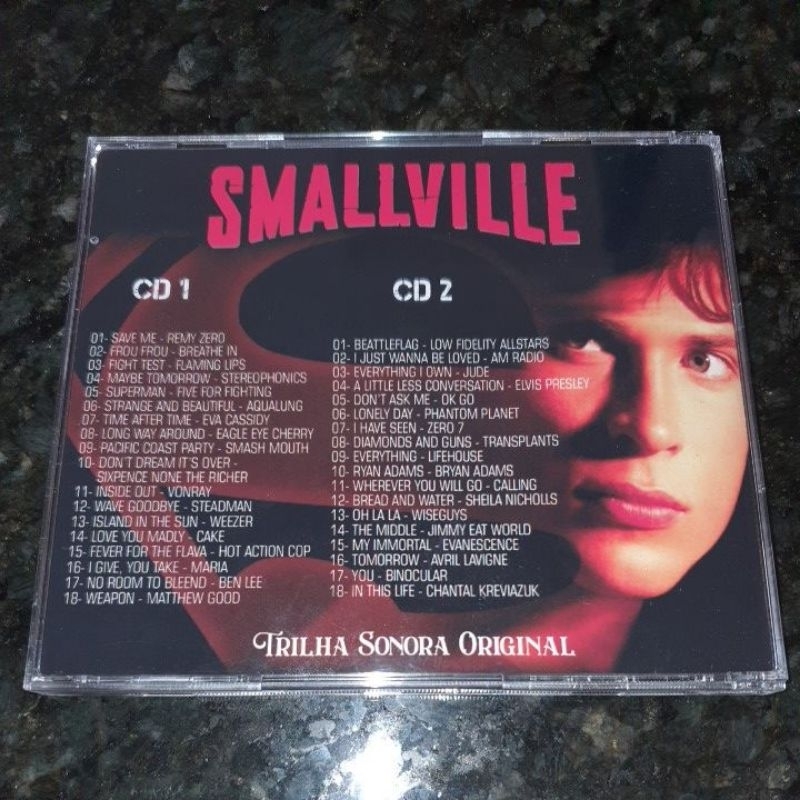 SMALLVILLE
CD 1
01- SAVE ME - REMY ZERO
02- FROU FROU - BREATHE IN
03- FIGHT TEST - FLAMING LIPS
04- MAYBE TOMORROW - STEREOPHONICS
05- SUPERMAN - FIVE FOR FIGHTING
06- STRANGE AND BEAUTIFUL - AQUALUNG
07- TIME AFTER TIME - EVA CASSIDY
08- LONG WAY AROUND - EAGLE EYE CHERRY
09- PACIFIC COAST PARTY - SMASH MOUTH
10- DON'T DREAM IT'S OVER -
SIXPENCE NONE THE RICHER
11- INSIDE OUT - VONRAY
12- WAVE GOODBYE - STEADMAN
13- ISLAND IN THE SUN - WEEZER
14- LOVE YOU MADLY - CAKE
15- FEVER FOR THE FLAVA - HOT ACTION COP
16- I GIVE, YOU TAKE - MARIA
17- NO ROOM TO BLEEND - BEN LEE
18- WEAPON - MATTHEW GOOD
CD 2
01- BEATTLEFLAG - LOW FIDELITY ALLSTARS
02- I JUST WANNA BE LOVED - AM RADIO
03- EVERYTHING I OWN - JUDE
04- A LITTLE LESS CONVERSATION - ELVIS PRESLEY
05- DON'T ASK ME - OK GO
06- LONELY DAY - PHANTOM PLANET
07- I HAVE SEEN - ZERO 7
08- DIAMONDS AND GUNS - TRANSPLANTS
09- EVERYTHING - LIFEHOUSE
10- RYAN ADAMS - BRYAN ADAMS
11- WHEREVER YOU WILL GO - CALLING
12- BREAD AND WATER - SHEILA NICHOLLS
13- OH LA LA - WISEGUYS
14- THE MIDDLE - JIMMY EAT WORLD
15- MY IMMORTAL - EVANESCENCE
16- TOMORROW - AVRIL LAVIGNE
17- YOU - BINOCULAR
18- IN THIS LIFE - CHANTAL KREVIAZUK
TRILHA SONORA ORIGINAL